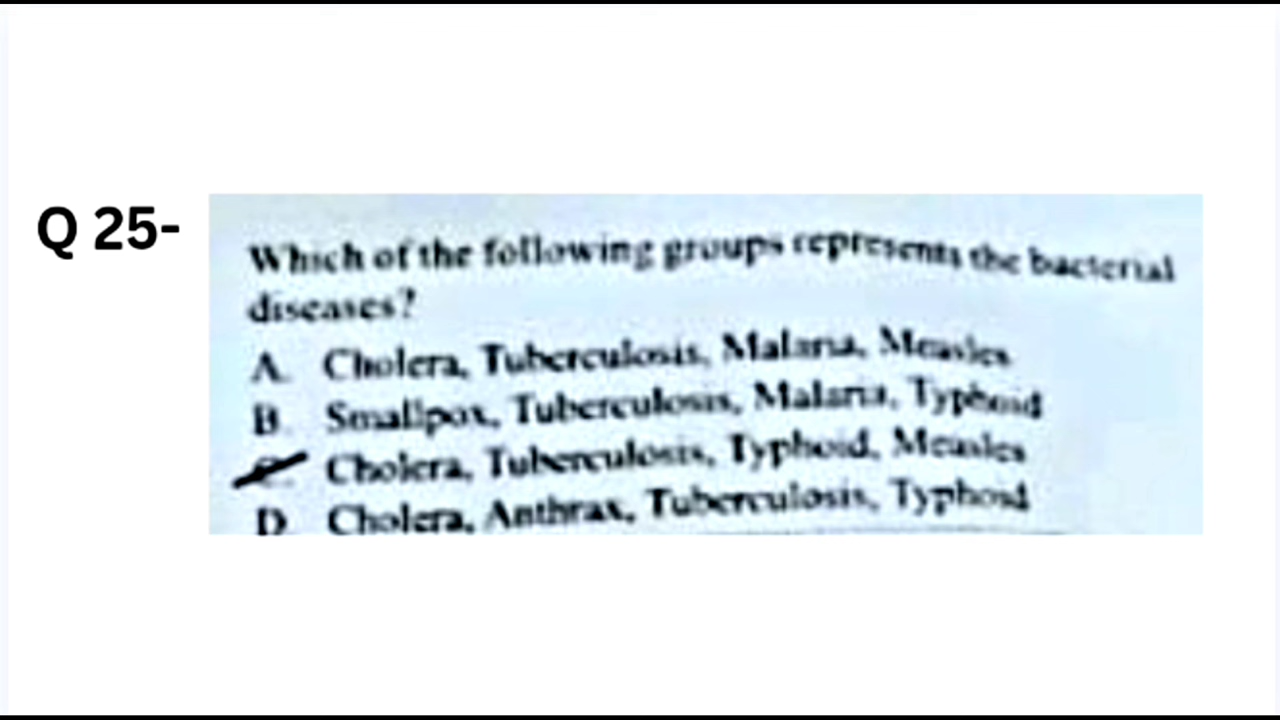 Q 25-
Which of the following groups represents the bacterial
diseases?
A. Cholera, Tuberculosis, Malaria, Measles
B. Smallpox, Tuberculosis, Malaria, Typhoid
Cholera, Tuberculosis, Typhoid, Measles
D. Cholera, Anthrax, Tuberculosis, Typhoid